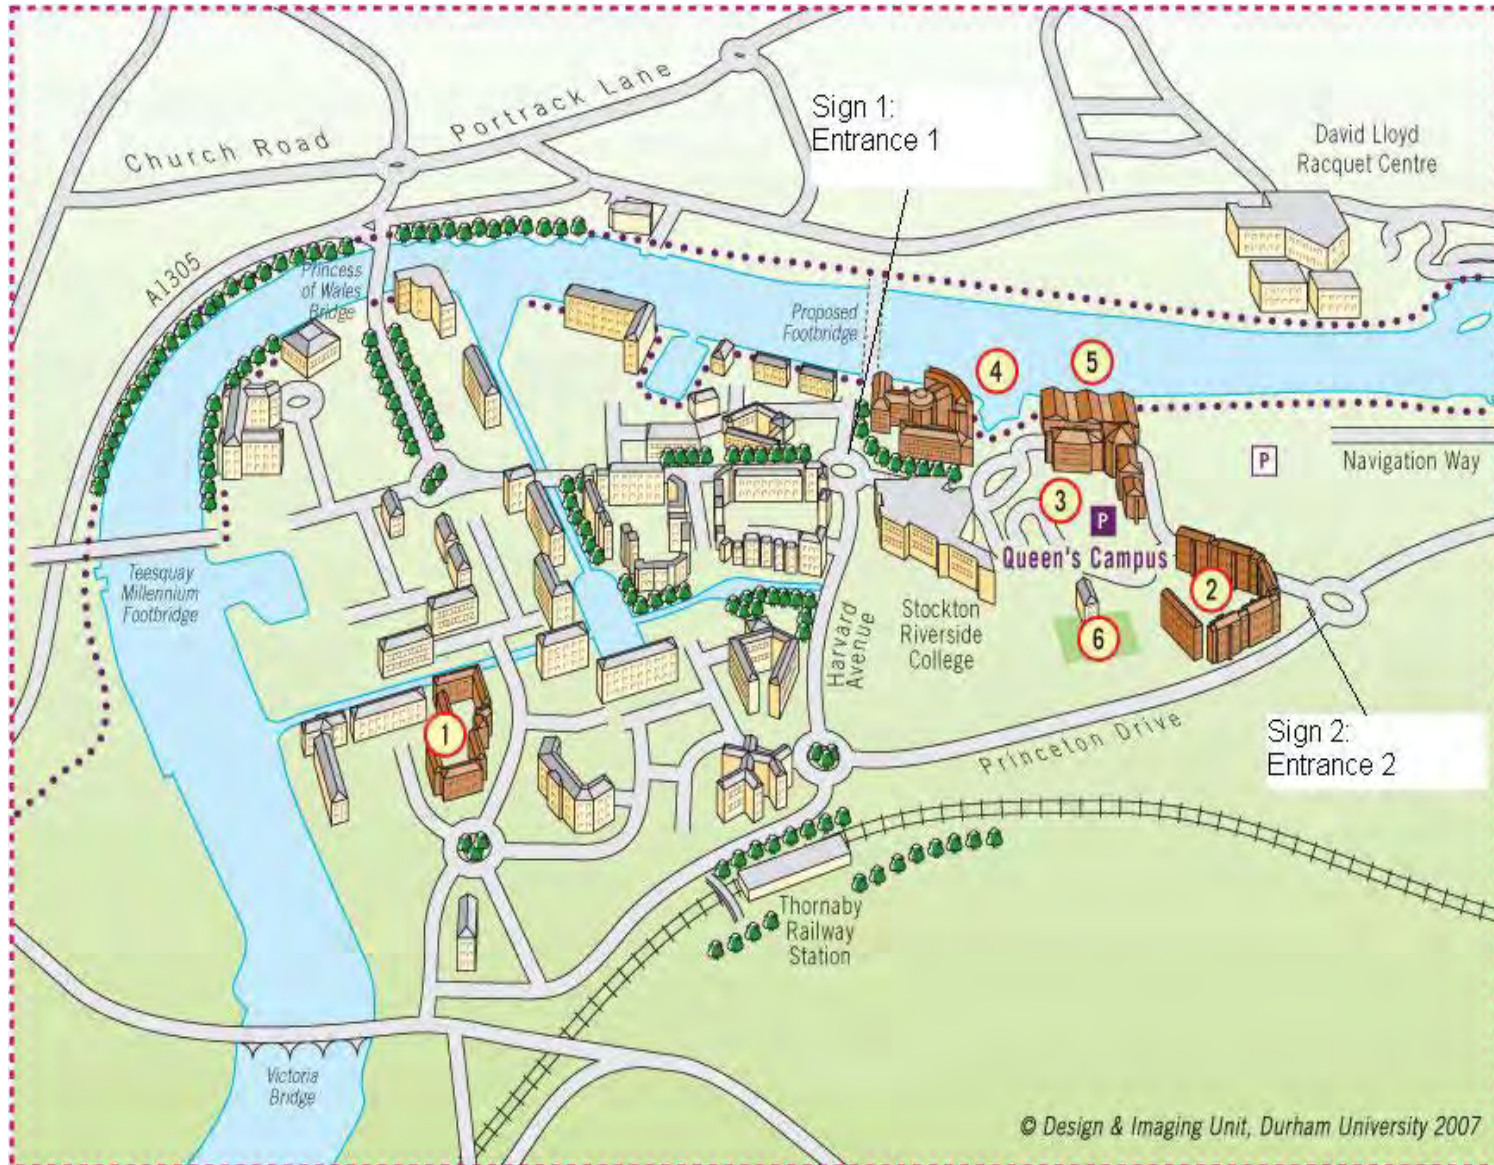 Church Road
Portrack Lane
Sign 1:
Entrance 1
David Lloyd
Racquet Centre
A1305
Princess
of Wales
Bridge
Proposed
Footbridge
4
5
P
Navigation Way
3
P
Queen's Campus
Teesquay
Millennium
Footbridge
2
Stockton
Riverside
College
6
Harvard
Avenue
1
Princeton Drive
Sign 2:
Entrance 2
Thornaby
Railway
Station
Victoria
Bridge
© Design & Imaging Unit, Durham University 2007